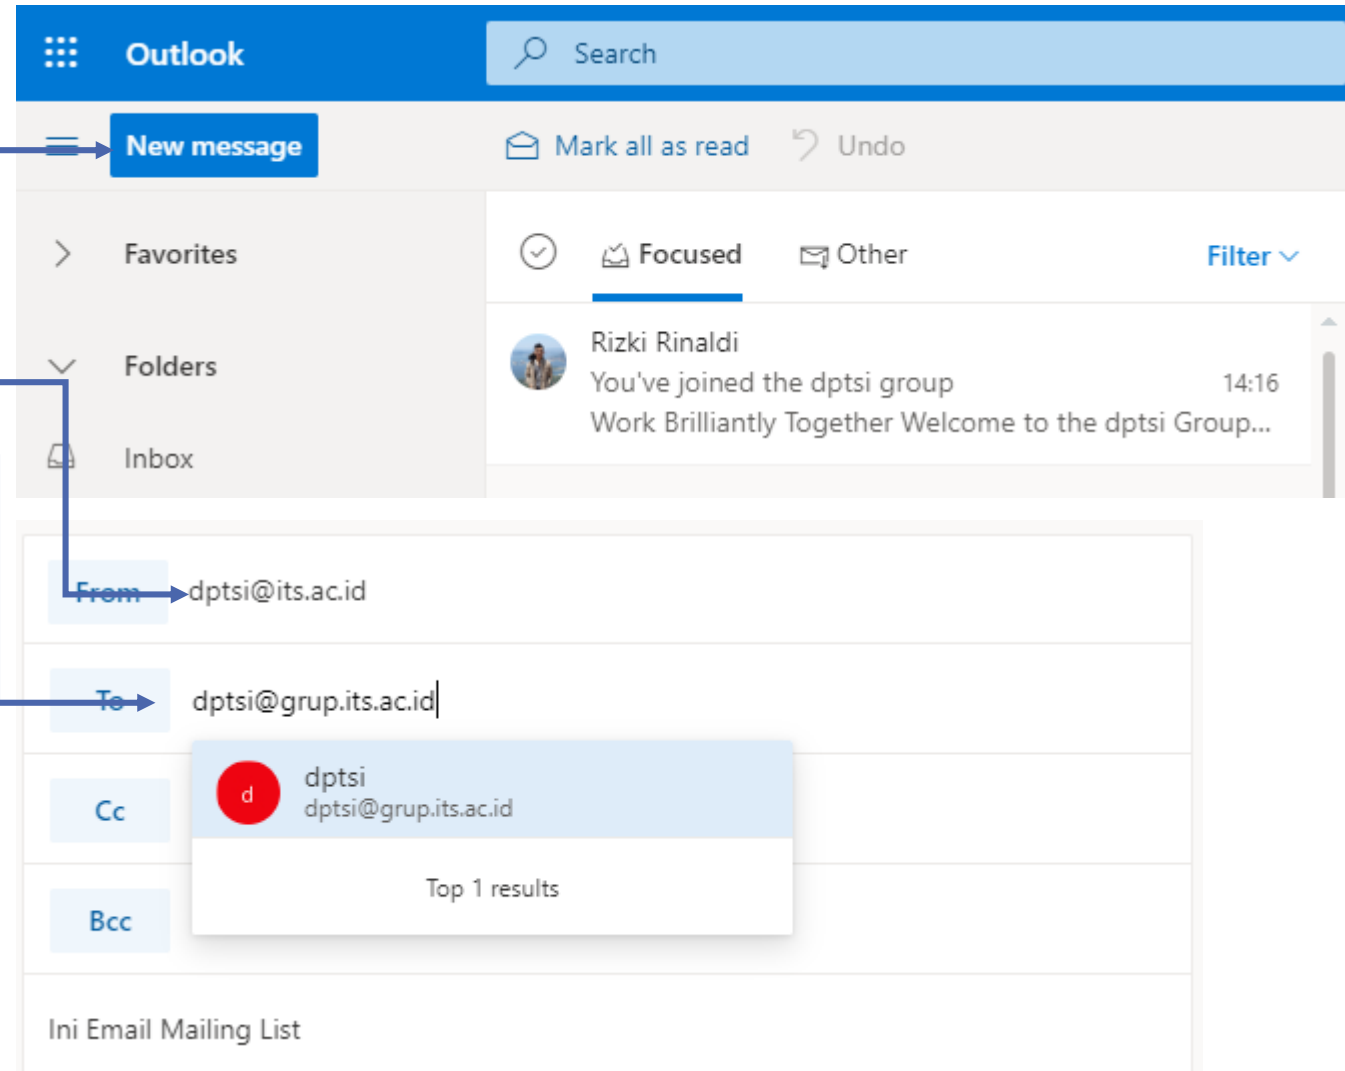 Outlook
Search
New message
Mark all as read
Undo
Favorites
Focused
Other
Filter
Folders
Inbox
Rizki Rinaldi
You've joined the dptsi group 14:16
Work Brilliantly Together Welcome to the dptsi Group...
From dptsi@its.ac.id
To dptsi@grup.its.ac.id
Cc
d
dptsi
dptsi@grup.its.ac.id
Top 1 results
Bcc
Ini Email Mailing List